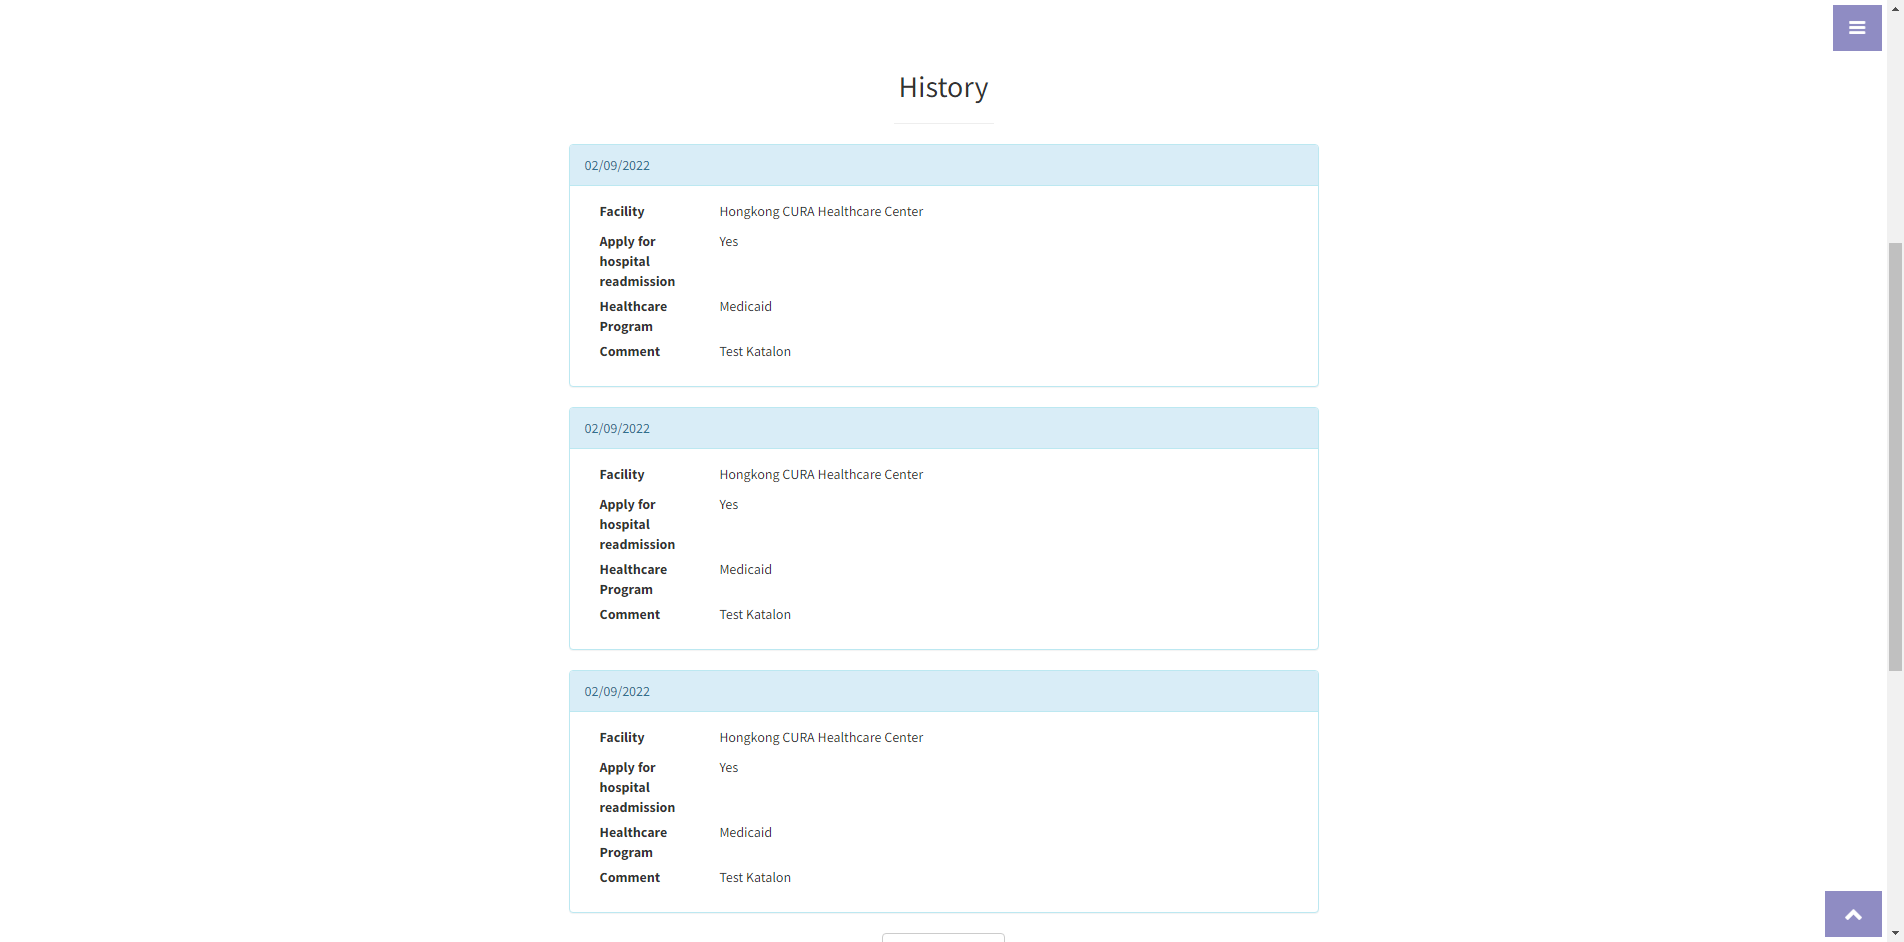 History
02/09/2022
Facility Hongkong CURA Healthcare Center
Apply for Yes
hospital
readmission
Healthcare Medicaid
Program
Comment Test Katalon
02/09/2022
Facility Hongkong CURA Healthcare Center
Apply for Yes
hospital
readmission
Healthcare Medicaid
Program
Comment Test Katalon
02/09/2022
Facility Hongkong CURA Healthcare Center
Apply for Yes
hospital
readmission
Healthcare Medicaid
Program
Comment Test Katalon